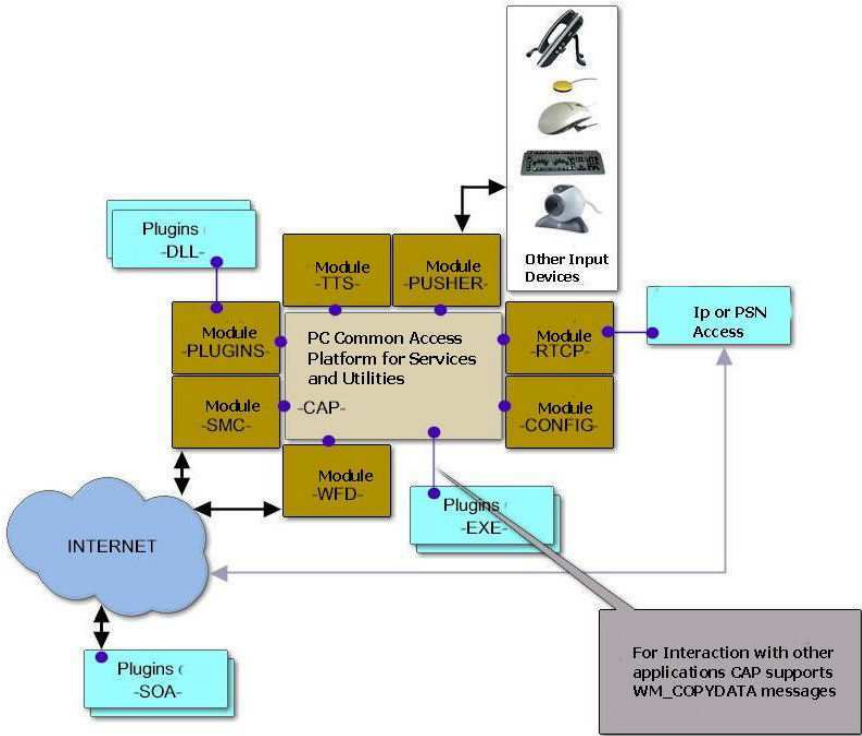 Other Input
Devices
Plugins
-DLL-
Module
-TTS-
Module
-PUSHER-
Module
-PLUGINS-
PC Common Access
Platform for Services
and Utilities
-CAP-
Module
-RTCP-
Ip or PSN
Access
Module
-SMC-
Module
-CONFIG-
Module
-WFD-
Plugins
-EXE-
INTERNET
For Interaction with other
applications CAP supports
WM_COPYDATA messages
Plugins
-SOA-